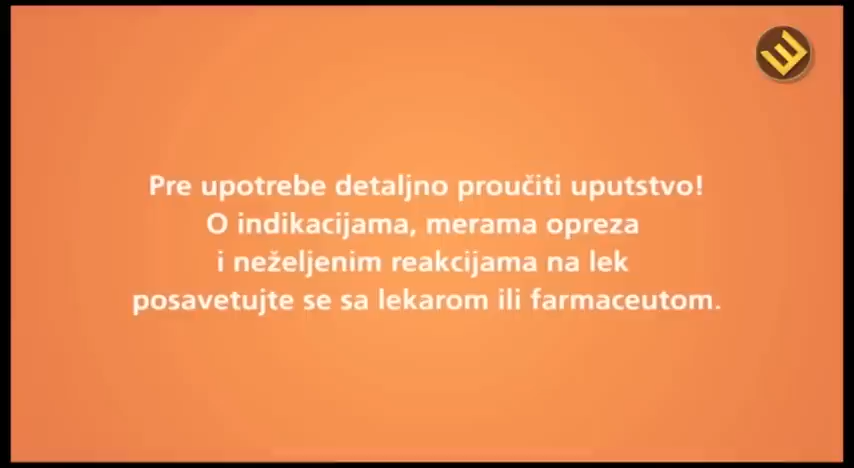 Pre upotrebe detaljno proučiti uputstvo!
O indikacijama, merama opreza
i neželjenim reakcijama na lek
posavetujte se sa lekarom ili farmaceutom.